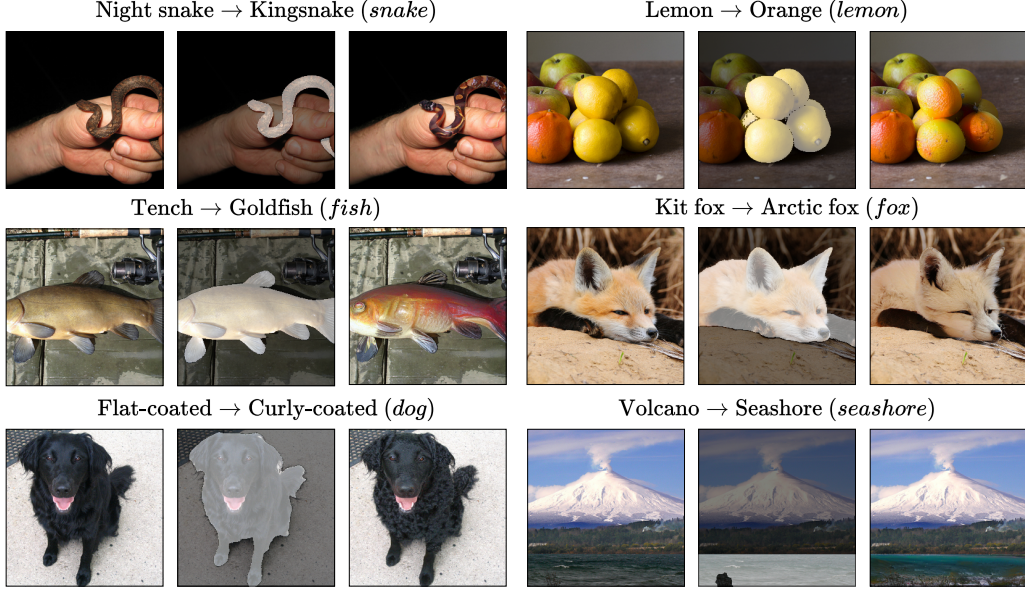 Night snake → Kingsnake (snake)
Lemon → Orange (lemon)
Tench → Goldfish (fish)
Kit fox → Arctic fox (fox)
Flat-coated → Curly-coated (dog)
Volcano → Seashore (seashore)